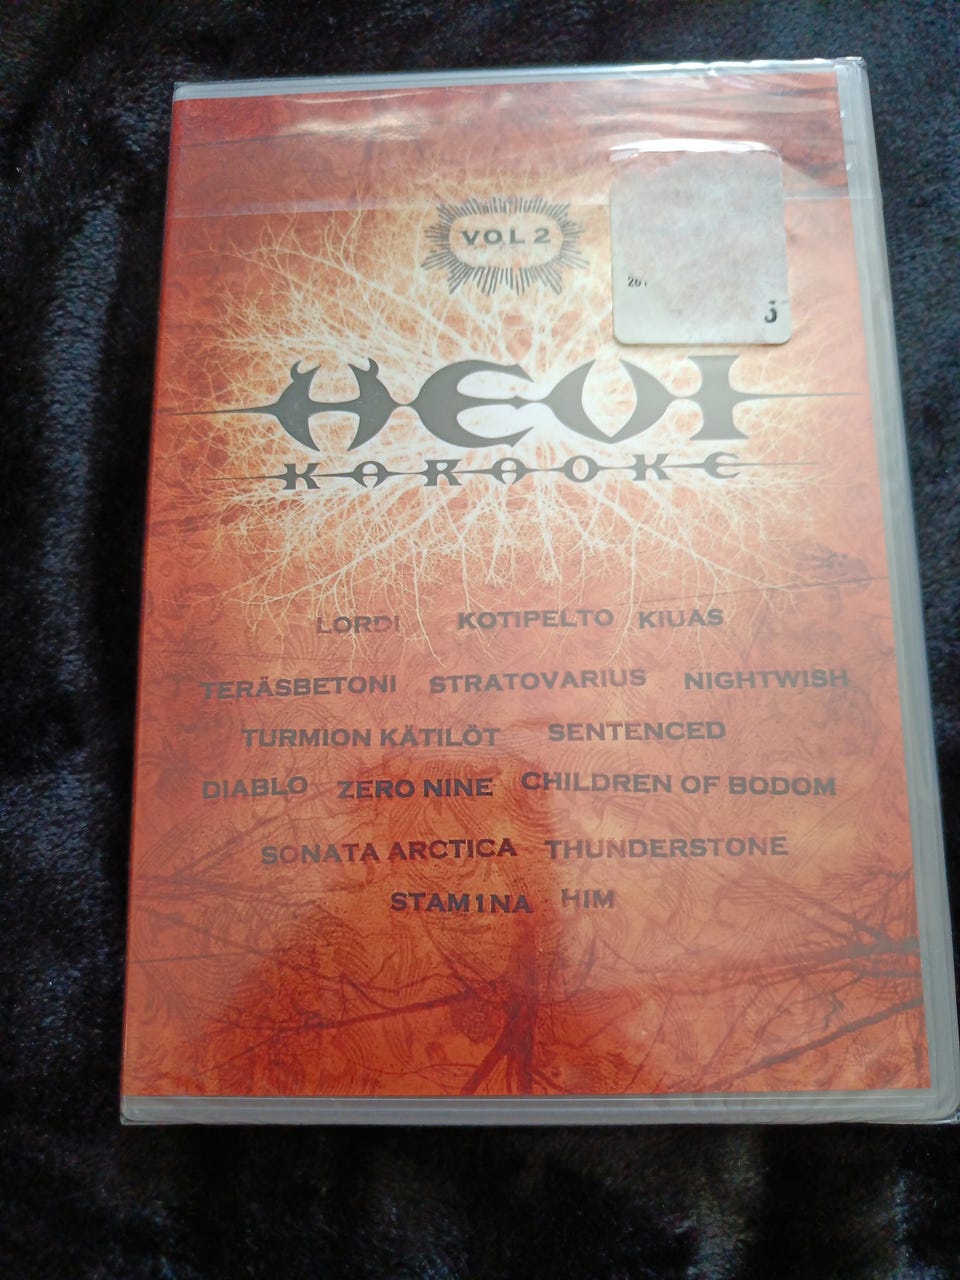 VOL 2
HEVI
KARAOKE
LORDI KOTIPELTO KIUAS
TERÄSBETONI STRATOVARIUS NIGHTWISH
TURMION KÄTILÖT SENTENCED
DIABLO ZERO NINE CHILDREN OF BODOM
SONATA ARCTICA THUNDERSTONE
STAM1NA HIM